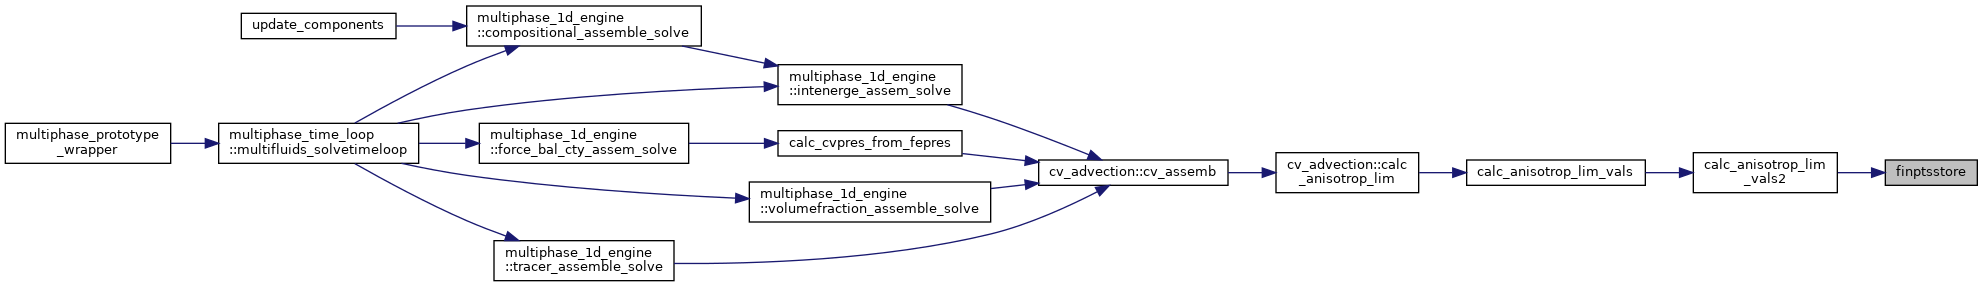 update_components
multiphase_1d_engine
::compositional_assemble_solve
multiphase_1d_engine
::intenerge_assem_solve
multiphase_prototype
_wrapper
multiphase_time_loop
::multifluids_solvetimeloop
multiphase_1d_engine
::force_bal_cty_assem_solve
calc_cvpres_from_fepres
cv_advection::cv_assemb
cv_advection::calc
_anisotrop_lim
calc_anisotrop_lim_vals
calc_anisotrop_lim
_vals2
finptsstore
multiphase_1d_engine
::volumefraction_assemble_solve
multiphase_1d_engine
::tracer_assemble_solve